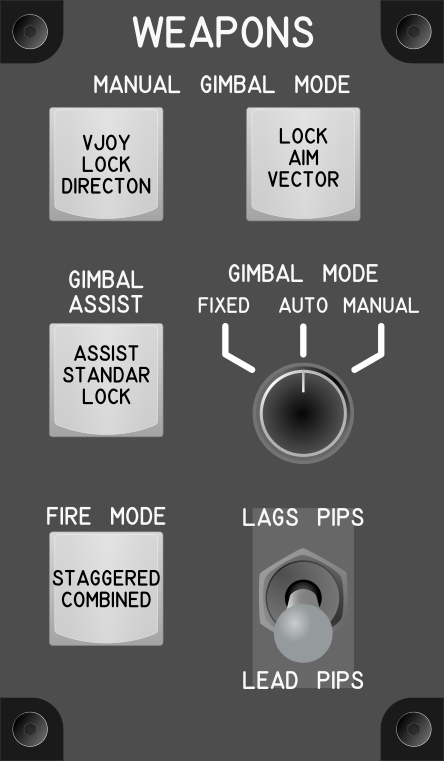 WEAPONS
MANUAL GIMBAL MODE
VJOY
LOCK
DIRECTON
LOCK
AIM
VECTOR
GIMBAL
ASSIST
ASSIST
STANDAR
LOCK
GIMBAL MODE
FIXED AUTO MANUAL
FIRE MODE
STAGGERED
COMBINED
LAGS PIPS
LEAD PIPS